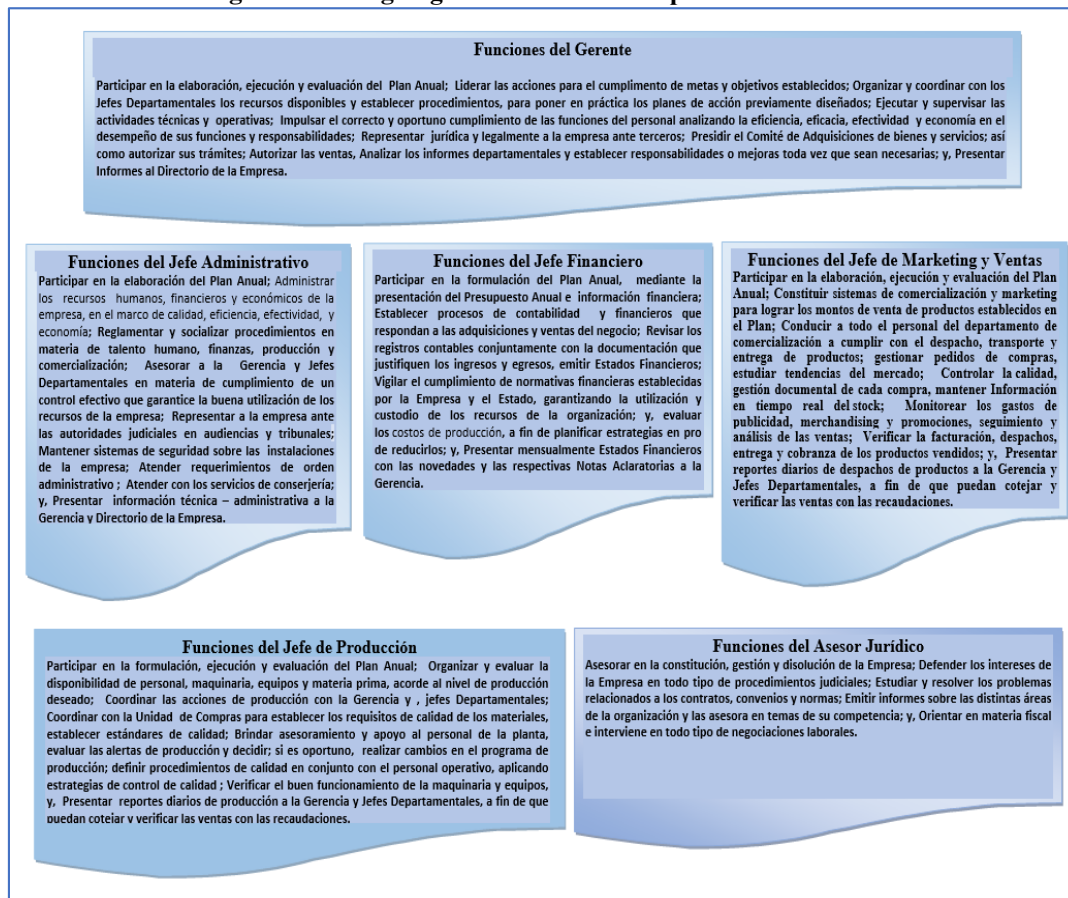 Funciones del Gerente
Participar en la elaboración, ejecución y evaluación del Plan Anual; Liderar las acciones para el cumplimento de metas y objetivos establecidos; Organizar y coordinar con los
Jefes Departamentales los recursos disponibles y establecer procedimientos, para poner en práctica los planes de acción previamente diseñados; Ejecutar y supervisar las
actividades técnicas y operativas; Impulsar el correcto y oportuno cumplimiento de las funciones del personal analizando la eficiencia, eficacia, efectividad y economía en el
desempeño de sus funciones y responsabilidades; Representar jurídica y legalmente a la empresa ante terceros; Presidir el Comité de Adquisiciones de bienes y servicios; así
como autorizar sus trámites; Autorizar las ventas, Analizar los informes departamentales y establecer responsabilidades o mejoras toda vez que sean necesarias; y, Presentar
Informes al Directorio de la Empresa.
Funciones del Jefe Administrativo
Participar en la elaboración del Plan Anual; Administrar
los recursos humanos, financieros y económicos de la
empresa, en el marco de calidad, eficiencia, efectividad, y
economía; Reglamentar y socializar procedimientos en
materia de talento humano, finanzas, producción y
comercialización; Asesorar a la Gerencia y Jefes
Departamentales en materia de cumplimiento de un
control efectivo que garantice la buena utilización de los
recursos de la empresa; Representar a la empresa ante
las autoridades judiciales en audiencias y tribunales;
Mantener sistemas de seguridad sobre las instalaciones
de la empresa; Atender requerimientos de orden
administrativo ; Atender con los servicios de conserjería;
y, Presentar información técnica – administrativa a la
Gerencia y Directorio de la Empresa.
Funciones del Jefe Financiero
Participar en la formulación del Plan Anual, mediante la
presentación del Presupuesto Anual e información financiera;
Establecer procesos de contabilidad y financieros que
respondan a las adquisiciones y ventas del negocio; Revisar los
registros contables conjuntamente con la documentación que
justifiquen los ingresos y egresos, emitir Estados Financieros;
Vigilar el cumplimiento de normativas financieras establecidas
por la Empresa y el Estado, garantizando la utilización y
custodio de los recursos de la organización; y, evaluar
los costos de producción, a fin de planificar estrategias en pro
de reducirlos; y, Presentar mensualmente Estados Financieros
con las novedades y las respectivas Notas Aclaratorias a la
Gerencia.
Funciones del Jefe de Marketing y Ventas
Participar en la elaboración, ejecución y evaluación del Plan
Anual; Constituir sistemas de comercialización y marketing
para lograr los montos de venta de productos establecidos en
el Plan; Conducir a todo el personal del departamento de
comercialización a cumplir con el despacho, transporte y
entrega de productos; gestionar pedidos de compras,
estudiar tendencias del mercado; Controlar la calidad,
gestión documental de cada compra, mantener Información
en tiempo real del stock; Monitorear los gastos de
publicidad, merchandising y promociones, seguimiento y
análisis de las ventas; Verificar la facturación, despachos,
entrega y cobranza de los productos vendidos; y, Presentar
reportes diarios de despachos de productos a la Gerencia y
Jefes Departamentales, a fin de que puedan cotejar y
verificar las ventas con las recaudaciones.
Funciones del Jefe de Producción
Participar en la formulación, ejecución y evaluación del Plan Anual; Organizar y evaluar la
disponibilidad de personal, maquinaria, equipos y materia prima, acorde al nivel de producción
deseado; Coordinar las acciones de producción con la Gerencia y , jefes Departamentales;
Coordinar con la Unidad de Compras para establecer los requisitos de calidad de los materiales,
establecer estándares de calidad; Brindar asesoramiento y apoyo al personal de la planta,
evaluar las alertas de producción y decidir; si es oportuno, realizar cambios en el programa de
producción; definir procedimientos de calidad en conjunto con el personal operativo, aplicando
estrategias de control de calidad ; Verificar el buen funcionamiento de la maquinaria y equipos,
y, Presentar reportes diarios de producción a la Gerencia y Jefes Departamentales, a fin de que
puedan cotejar y verificar las ventas con las recaudaciones.
Funciones del Asesor Jurídico
Asesorar en la constitución, gestión y disolución de la Empresa; Defender los intereses de
la Empresa en todo tipo de procedimientos judiciales; Estudiar y resolver los problemas
relacionados a los contratos, convenios y normas; Emitir informes sobre las distintas áreas
de la organización y las asesora en temas de su competencia; y, Orientar en materia fiscal
e interviene en todo tipo de negociaciones laborales.